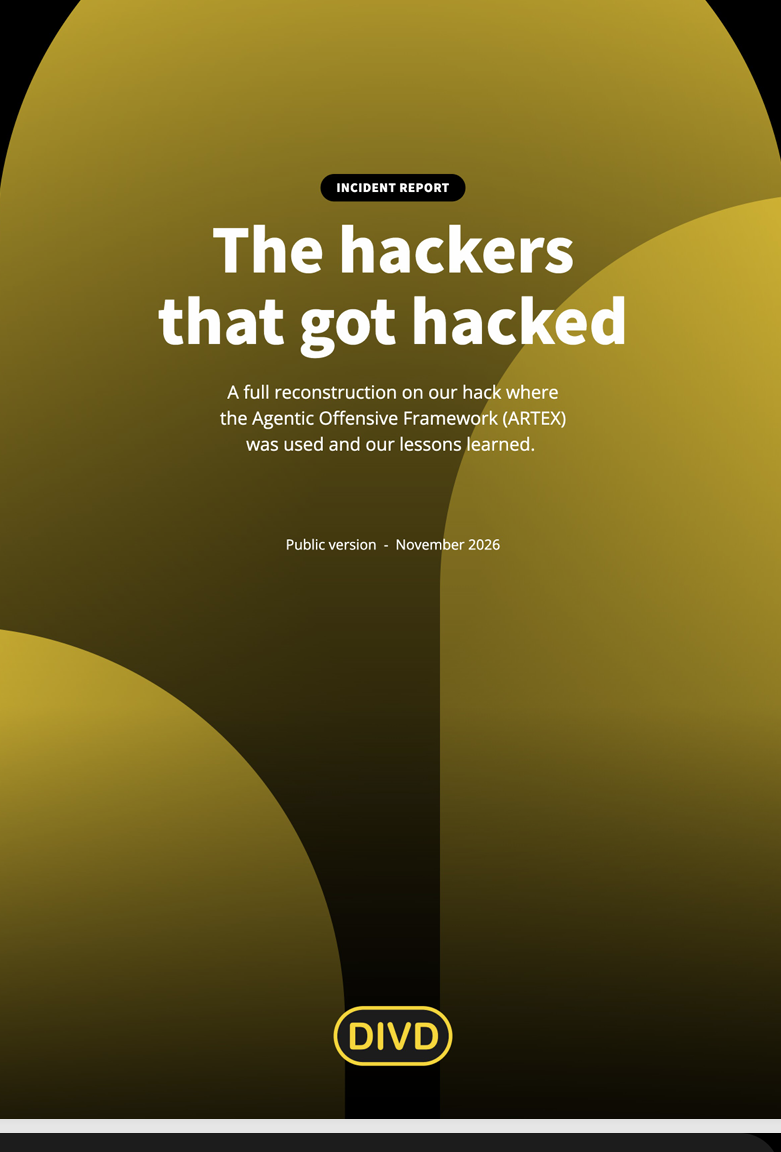 INCIDENT REPORT
The hackers
that got hacked
A full reconstruction on our hack where
the Agentic Offensive Framework (ARTEX)
was used and our lessons learned.
Public version - November 2026
DIVD